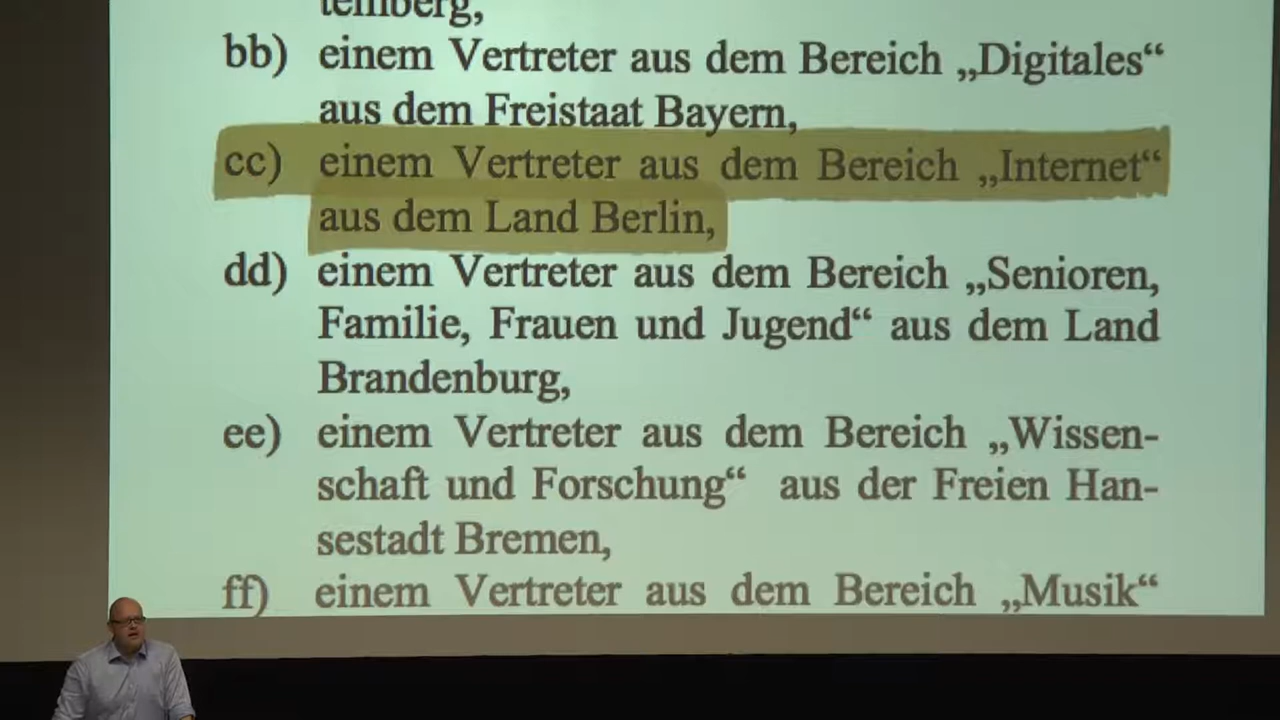 temberg,
bb) einem Vertreter aus dem Bereich „Digitales“
aus dem Freistaat Bayern,
cc) einem Vertreter aus dem Bereich „Internet“
aus dem Land Berlin,
dd) einem Vertreter aus dem Bereich „Senioren,
Familie, Frauen und Jugend“ aus dem Land
Brandenburg,
ee) einem Vertreter aus dem Bereich „Wissen-
schaft und Forschung“ aus der Freien Han-
sestadt Bremen,
ff) einem Vertreter aus dem Bereich „Musik“